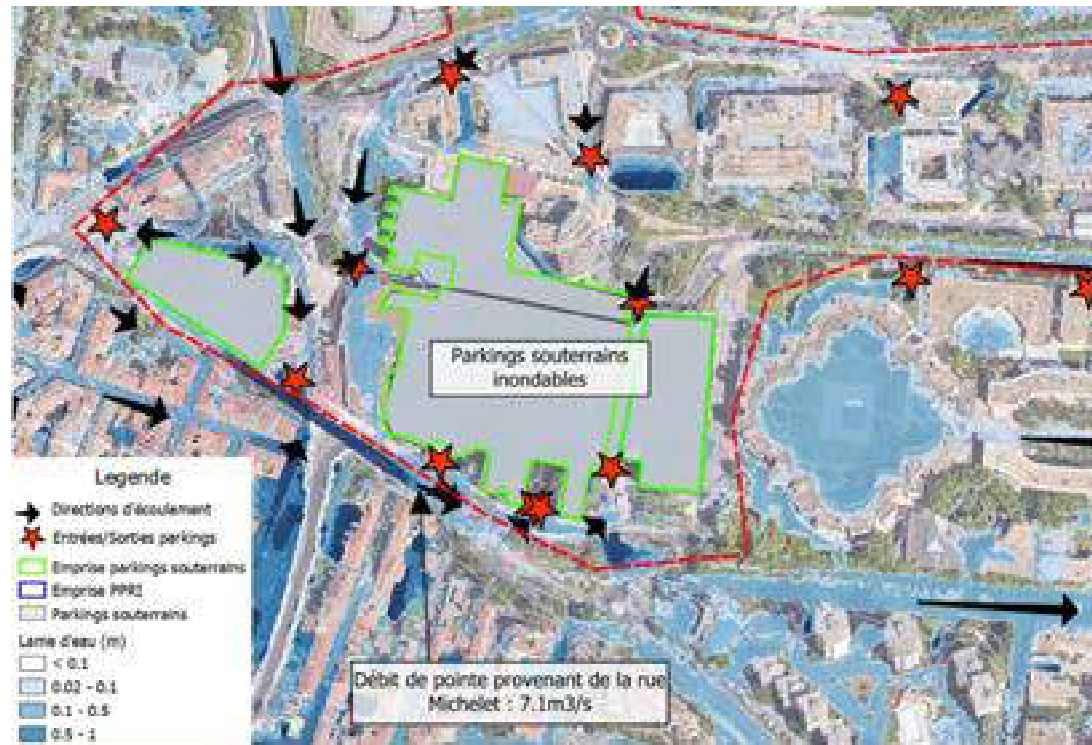 Parkings souterrains
inondables
Legende
Directions d'écoulement
Entrées/Sorties parkings
Emprise parkings souterrains
Emprise PPRI
Parkings souterrains
Lame d'eau (m)
< 0.1
0.02 - 0.1
0.1 - 0.5
0.5 - 1
Débit de pointe provenant de la rue
Michelet : 7.1m3/s